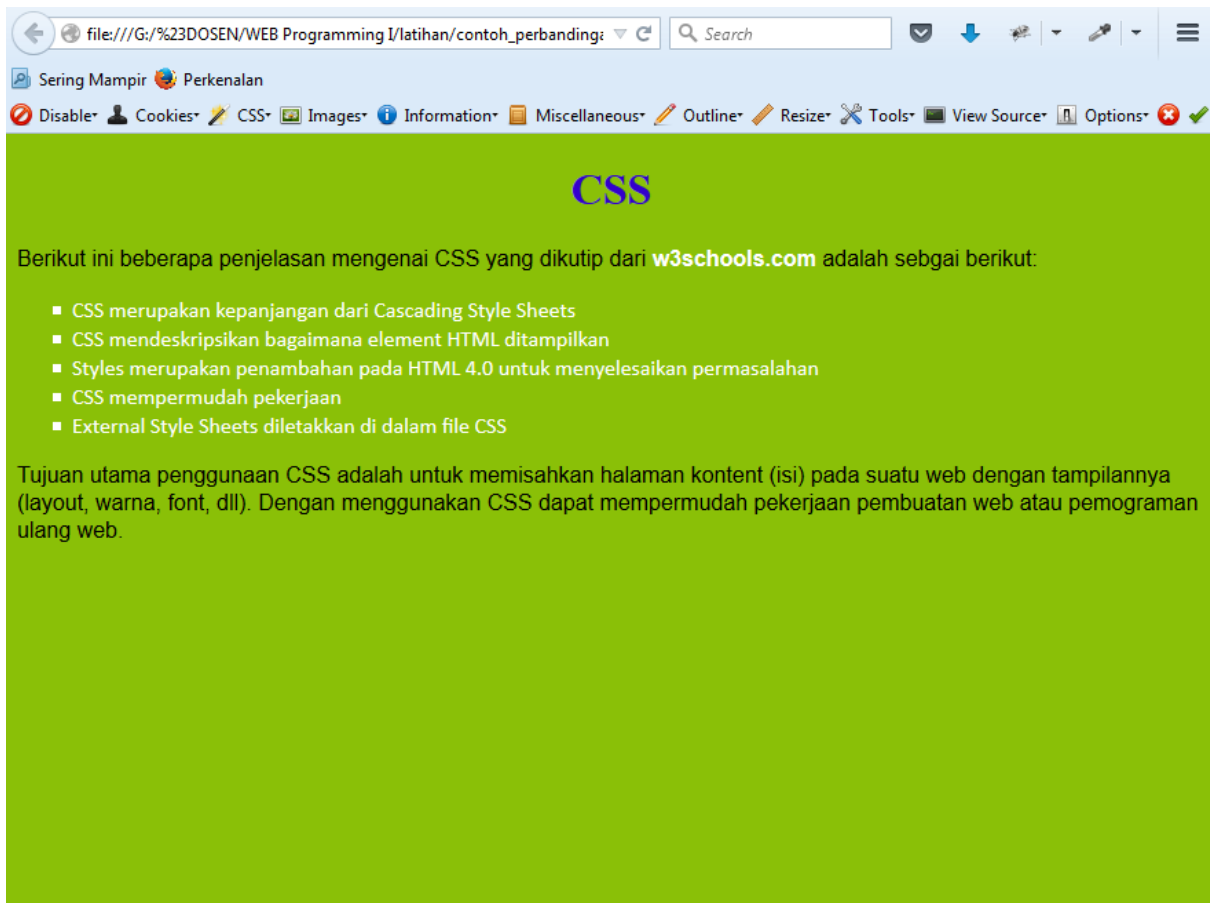 file:///G:/%23DOSEN/WEB Programming I/latihan/contoh_perbanding
Search
Sering Mampir Perkenalan
Disable Cookies CSS Images Information Miscellaneous Outline Resize Tools View Source Options
CSS
Berikut ini beberapa penjelasan mengenai CSS yang dikutip dari w3schools.com adalah sebgai berikut:
CSS merupakan kepanjangan dari Cascading Style Sheets
CSS mendeskripsikan bagaimana element HTML ditampilkan
Styles merupakan penambahan pada HTML 4.0 untuk menyelesaikan permasalahan
CSS mempermudah pekerjaan
External Style Sheets diletakkan di dalam file CSS
Tujuan utama penggunaan CSS adalah untuk memisahkan halaman kontent (isi) pada suatu web dengan tampilannya
(layout, warna, font, dll). Dengan menggunakan CSS dapat mempermudah pekerjaan pembuatan web atau pemograman
ulang web.